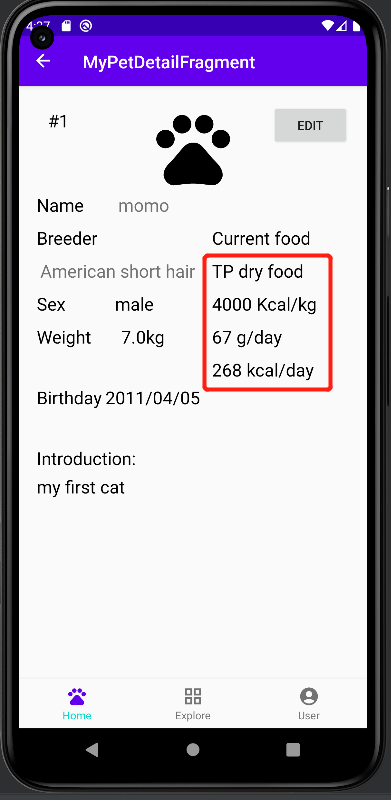 4:27
MyPetDetailFragment
#1
EDIT
Name momo
Breeder Current food
American short hair TP dry food
Sex male 4000 Kcal/kg
Weight 7.0kg 67 g/day
268 kcal/day
Birthday 2011/04/05
Introduction:
my first cat
Home Explore User